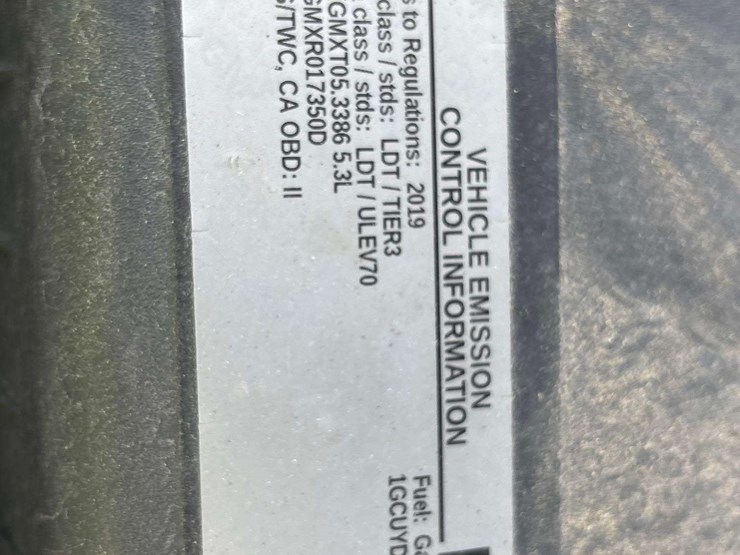 VEHICLE EMISSION
CONTROL INFORMATION
s to Regulations: 2019
class / stds: LDT / TIER3
class / stds: LDT / ULEV70
GMXT05.3386 5.3L
GMXR017350D
/TWC, CA OBD: II
Fuel: Ga
1GCUYD